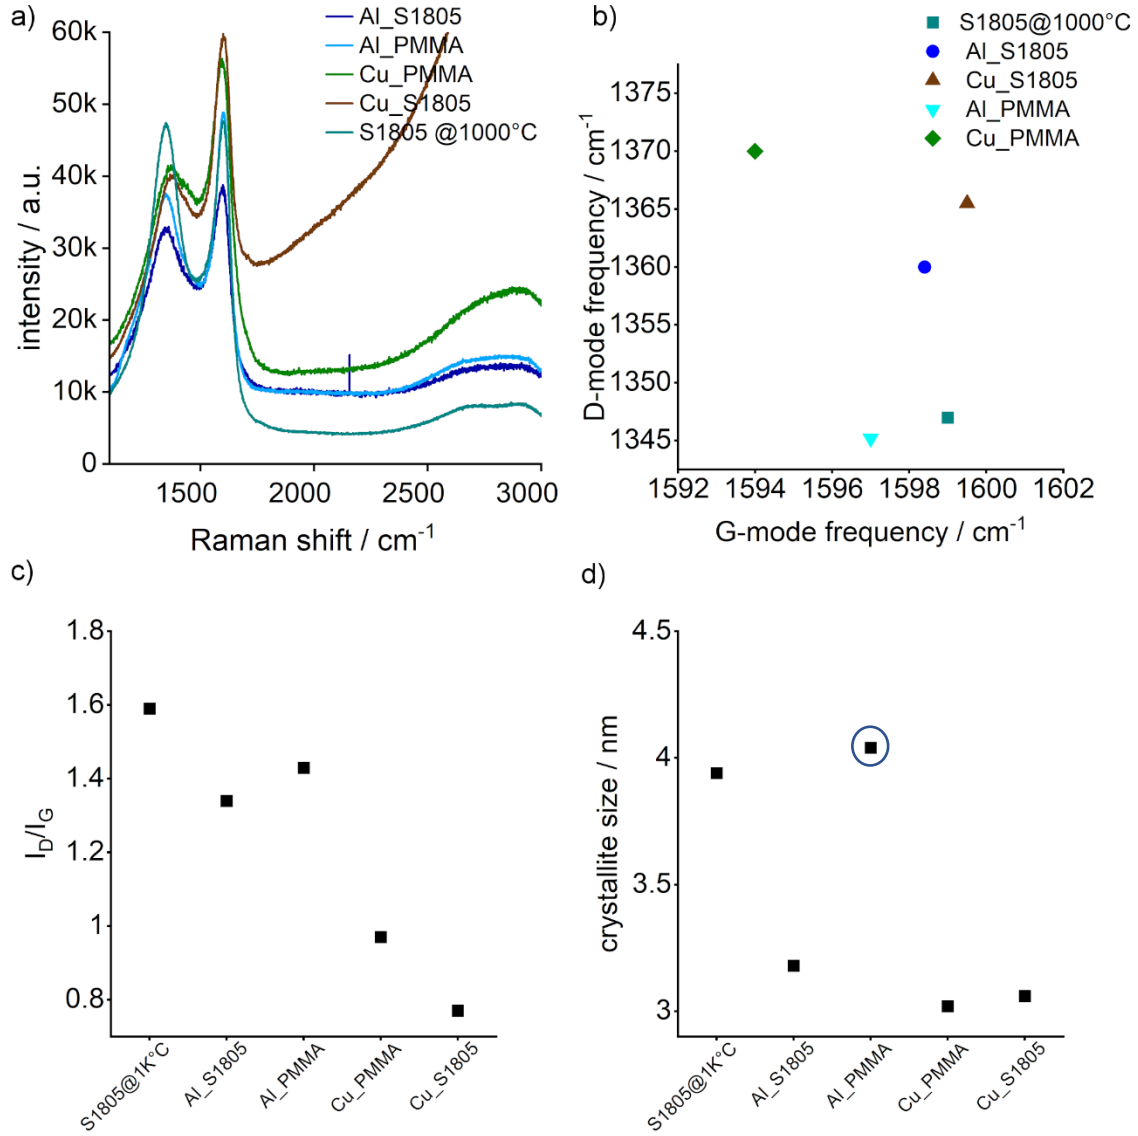 a)
Al_S1805
Al_PMMA
Cu_PMMA
Cu_S1805
S1805 @1000°C
60k
50k
40k
30k
20k
10k
0
intensity / a.u.
1500 2000 2500 3000
Raman shift / cm-1
b)
S1805@1000°C
Al_S1805
Cu_S1805
Al_PMMA
Cu_PMMA
1375
1370
1365
1360
1355
1350
1345
D-mode frequency/ cm-1
1592 1594 1596 1598 1600 1602
G-mode frequency / cm-1
c)
1.8
1.6
1.4
1.2
1
0.8
ID/IG
S1805@1K°C Al_S1805 Al_PMMA Cu_PMMA Cu_S1805
d)
4.5
4
3.5
3
crystallite size / nm
S1805@1K°C Al_S1805 Al_PMMA Cu_PMMA Cu_S1805